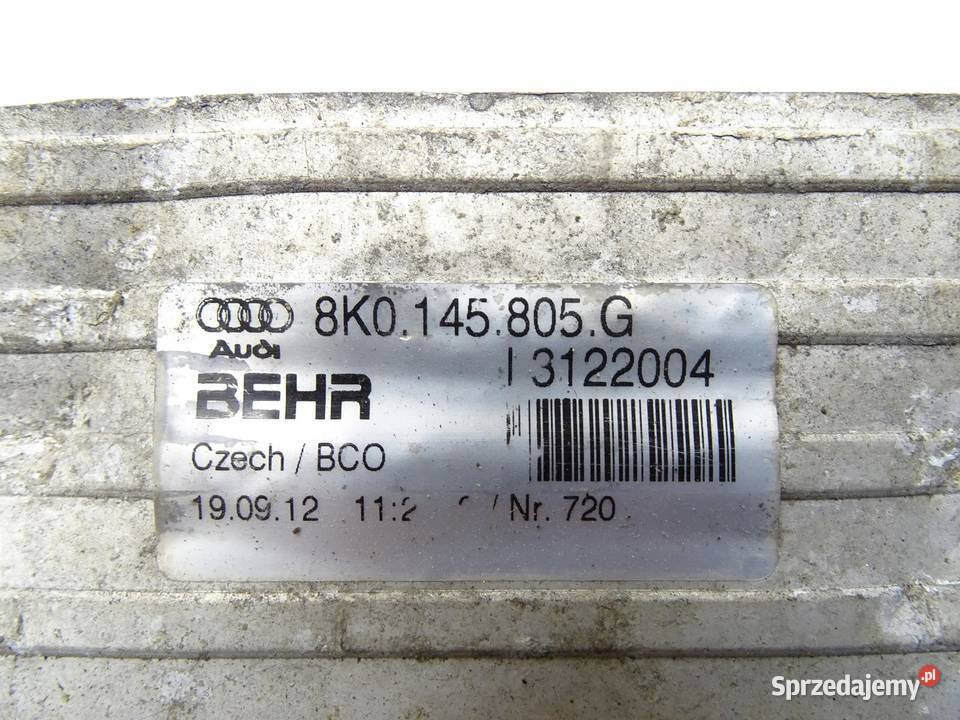 8K0.145.805.G
Audi
I 3122004
BEHR
Czech / BCO
19.09.12 11:2 / Nr. 720
Sprzedajemy.pl